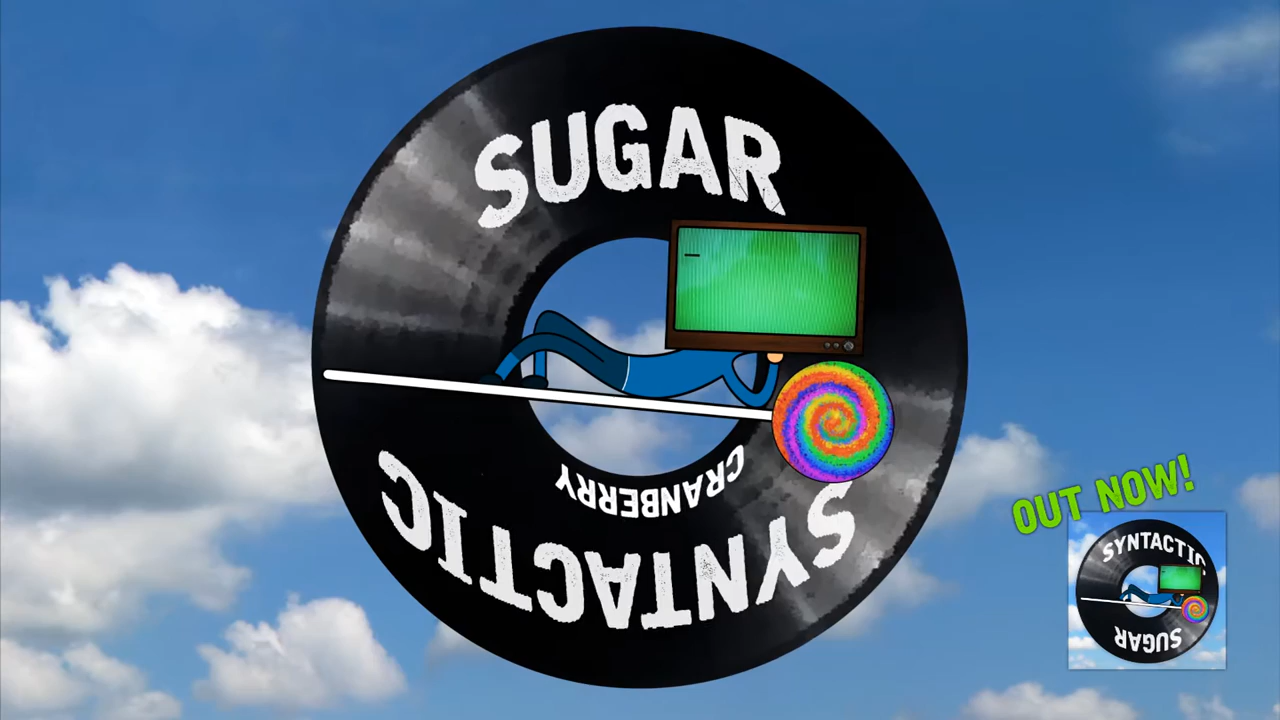 SUGAR
CRANBERRY
SYNTACTIC
OUT NOW!
SYNTACTIC
SUGAR